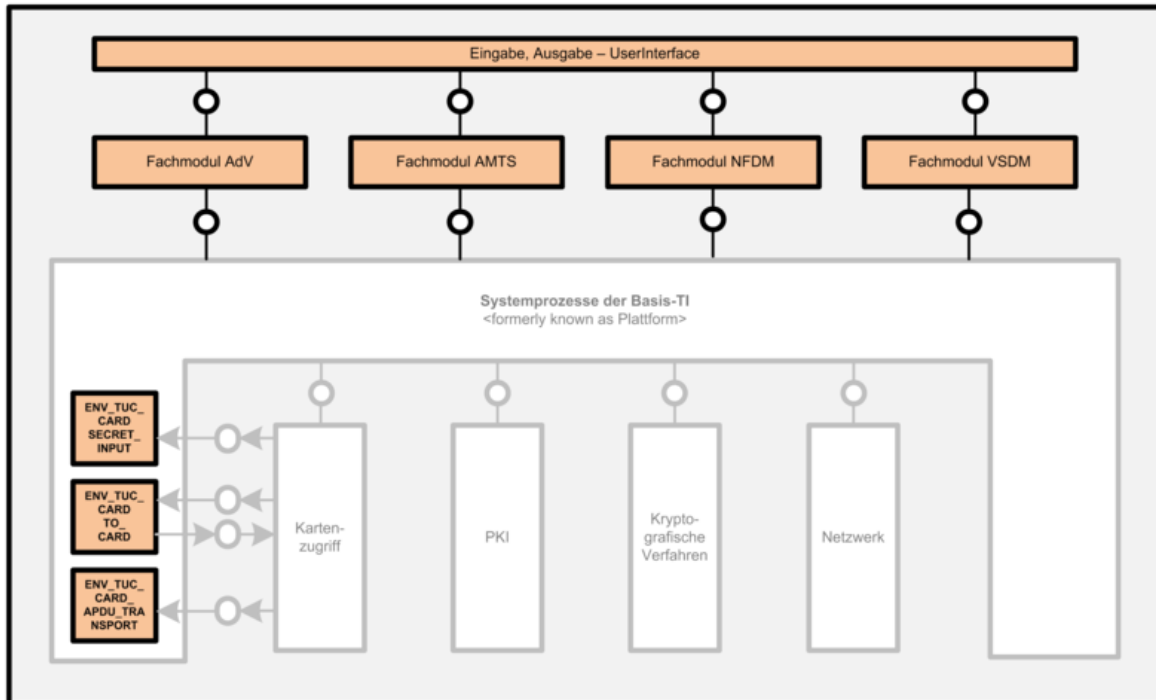 Eingabe, Ausgabe – UserInterface
Fachmodul AdV
Fachmodul AMTS
Fachmodul NFDM
Fachmodul VSDM
Systemprozesse der Basis-TI
<formerly known as Plattform>
ENV_TUC_
CARD
SECRET_
INPUT
ENV_TUC_
CARD
TO_
CARD
ENV_TUC_
CARD_
APDU_TRA
NSPORT
Karten-
zugriff
PKI
Krypto-
grafische
Verfahren
Netzwerk